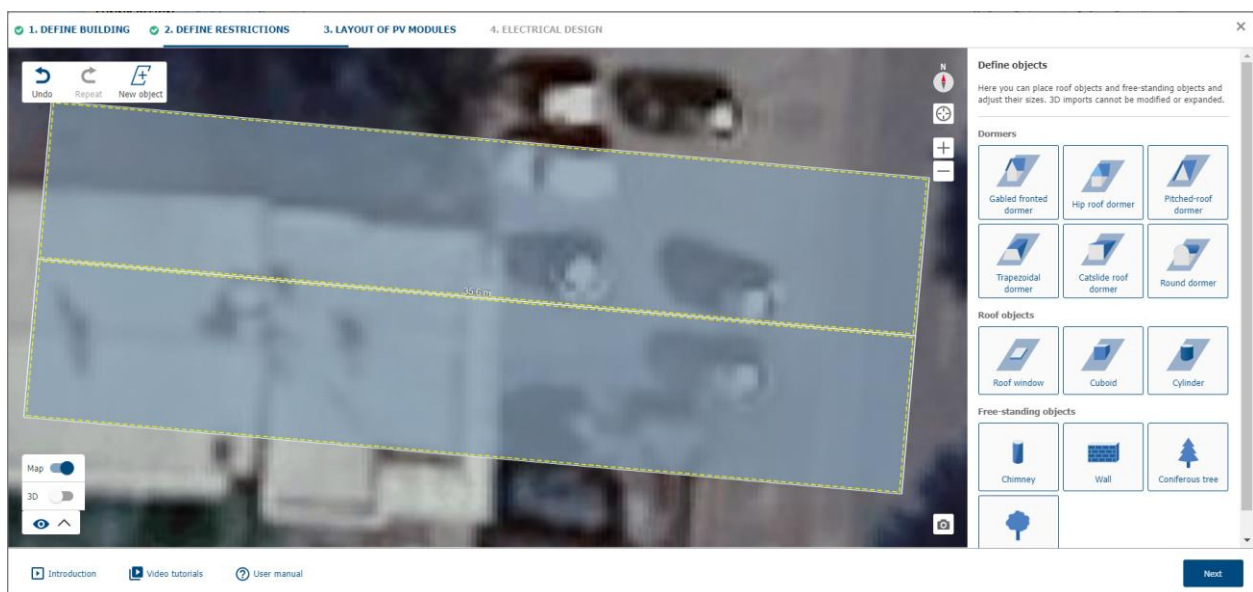 1. DEFINE BUILDING
2. DEFINE RESTRICTIONS
3. LAYOUT OF PV MODULES
4. ELECTRICAL DESIGN
Undo
Repeat
New object
N
Map
3D
Define objects
Here you can place roof objects and free-standing objects and
adjust their sizes. 3D imports cannot be modified or expanded.
Dormers
Gabled fronted
dormer
Hip roof dormer
Pitched-roof
dormer
Trapezoidal
dormer
Catslide roof
dormer
Round dormer
Roof objects
Roof window
Cuboid
Cylinder
Free-standing objects
Chimney
Wall
Coniferous tree
Introduction
Video tutorials
User manual
Next